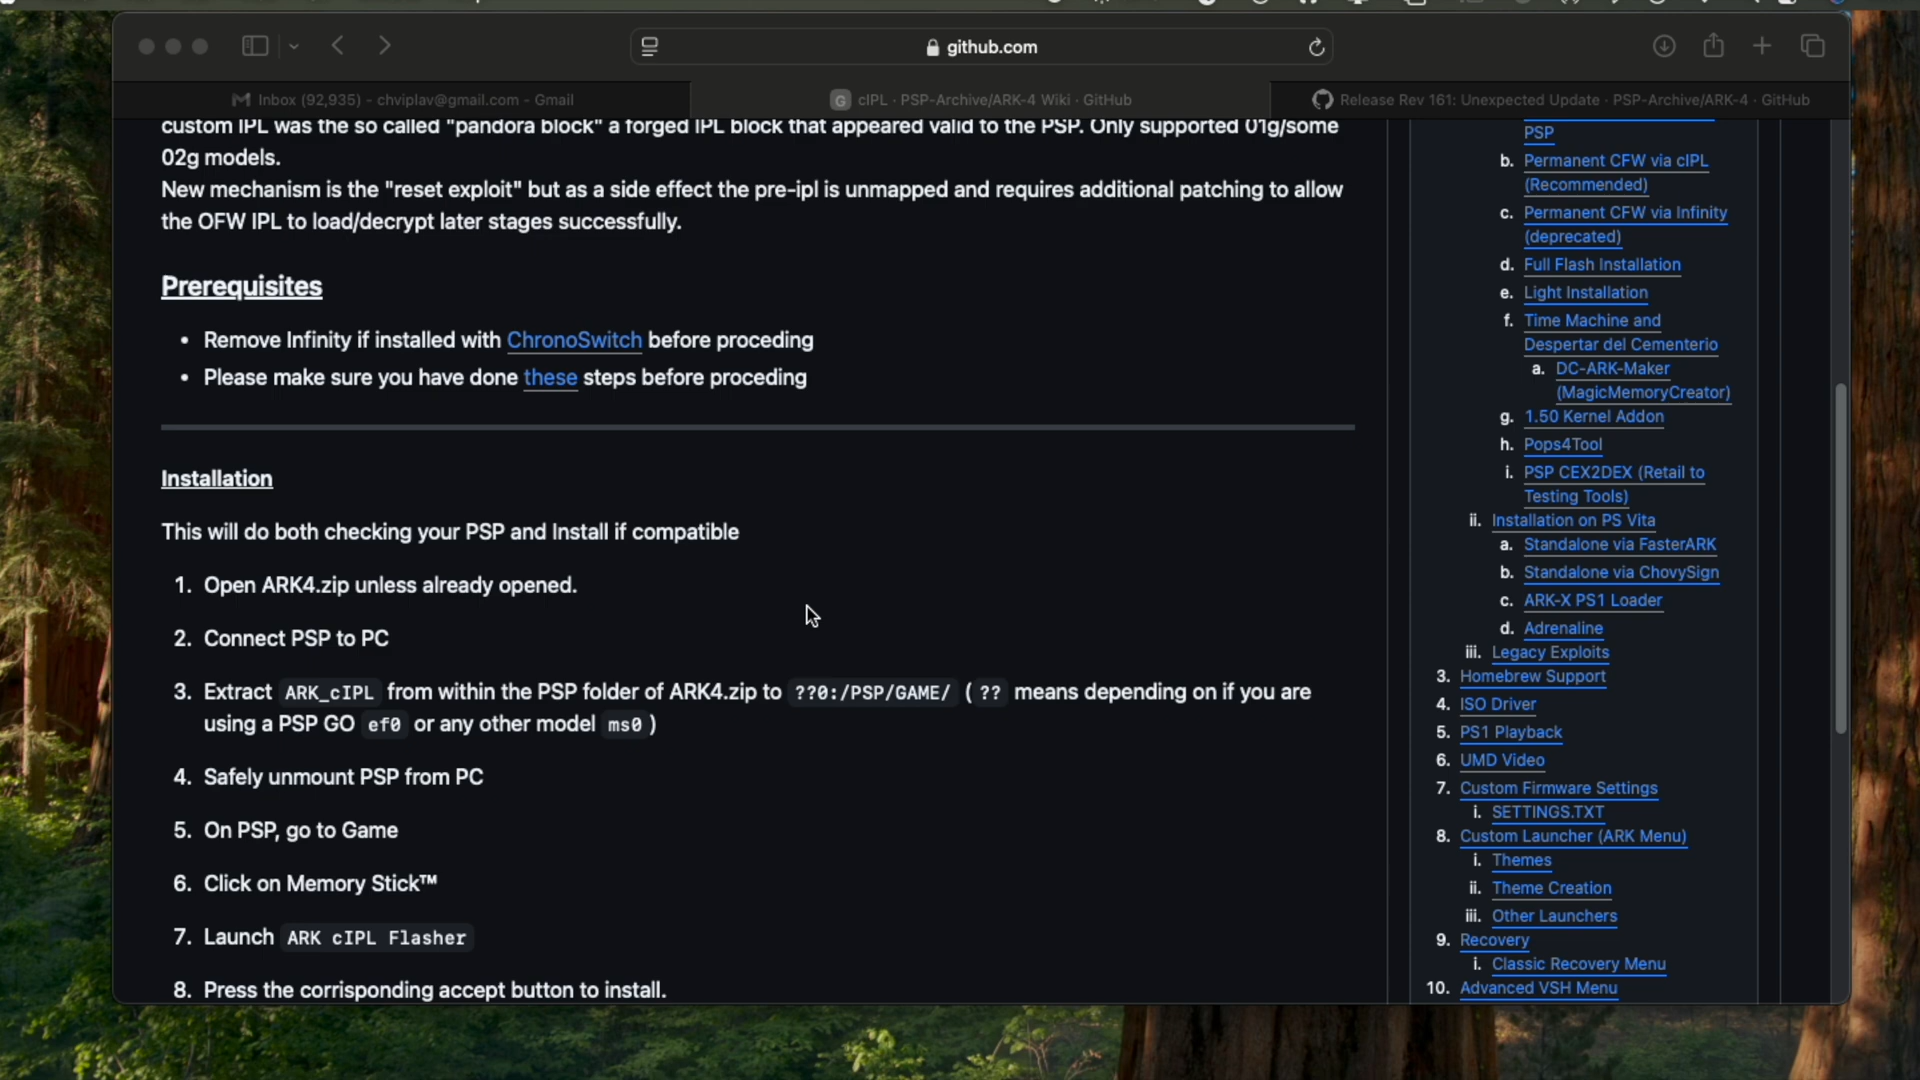 github.com
Inbox (92,935) - chviplav@gmail.com - Gmail
G cIPL · PSP-Archive/ARK-4 Wiki · GitHub
Release Rev 161: Unexpected Update · PSP-Archive/ARK-4 · GitHub
custom IPL was the so called "pandora block" a forged IPL block that appeared valid to the PSP. Only supported 01g/some
02g models.
New mechanism is the "reset exploit" but as a side effect the pre-ipl is unmapped and requires additional patching to allow
the OFW IPL to load/decrypt later stages successfully.
Prerequisites
• Remove Infinity if installed with ChronoSwitch before proceding
• Please make sure you have done these steps before proceding
Installation
This will do both checking your PSP and Install if compatible
1. Open ARK4.zip unless already opened.
2. Connect PSP to PC
3. Extract ARK_cIPL from within the PSP folder of ARK4.zip to ??0:/PSP/GAME/ ( ?? means depending on if you are
using a PSP GO ef0 or any other model ms0 )
4. Safely unmount PSP from PC
5. On PSP, go to Game
6. Click on Memory Stick™
7. Launch ARK cIPL Flasher
8. Press the corrisponding accept button to install.
PSP
b. Permanent CFW via cIPL
(Recommended)
c. Permanent CFW via Infinity
(deprecated)
d. Full Flash Installation
e. Light Installation
f. Time Machine and
Despertar del Cementerio
a. DC-ARK-Maker
(MagicMemoryCreator)
g. 1.50 Kernel Addon
h. Pops4Tool
i. PSP CEX2DEX (Retail to
Testing Tools)
ii. Installation on PS Vita
a. Standalone via FasterARK
b. Standalone via ChovySign
c. ARK-X PS1 Loader
d. Adrenaline
iii. Legacy Exploits
3. Homebrew Support
4. ISO Driver
5. PS1 Playback
6. UMD Video
7. Custom Firmware Settings
i. SETTINGS.TXT
8. Custom Launcher (ARK Menu)
i. Themes
ii. Theme Creation
iii. Other Launchers
9. Recovery
i. Classic Recovery Menu
10. Advanced VSH Menu